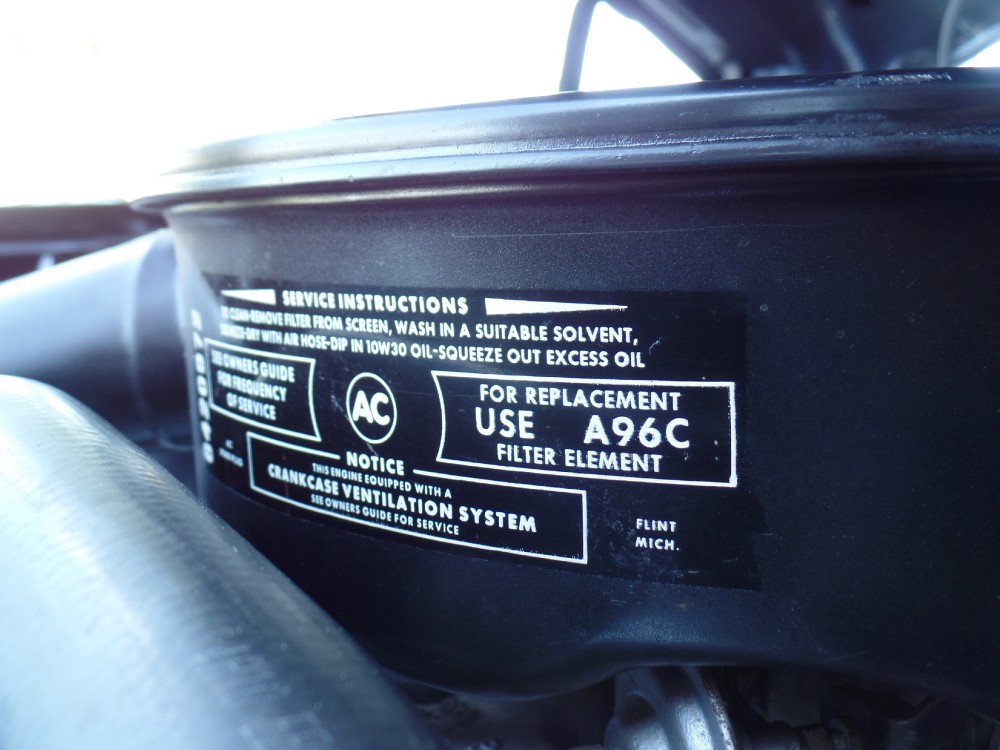 SERVICE INSTRUCTIONS
TO CLEAN-REMOVE FILTER FROM SCREEN, WASH IN A SUITABLE SOLVENT,
SQUEEZE-DRY WITH AIR HOSE-DIP IN 10W30 OIL-SQUEEZE OUT EXCESS OIL
SEE OWNERS GUIDE
FOR FREQUENCY
OF SERVICE
AC
FOR REPLACEMENT
USE A96C
FILTER ELEMENT
NOTICE
THIS ENGINE EQUIPPED WITH A
CRANKCASE VENTILATION SYSTEM
SEE OWNERS GUIDE FOR SERVICE
AC
FLINT
MICH.